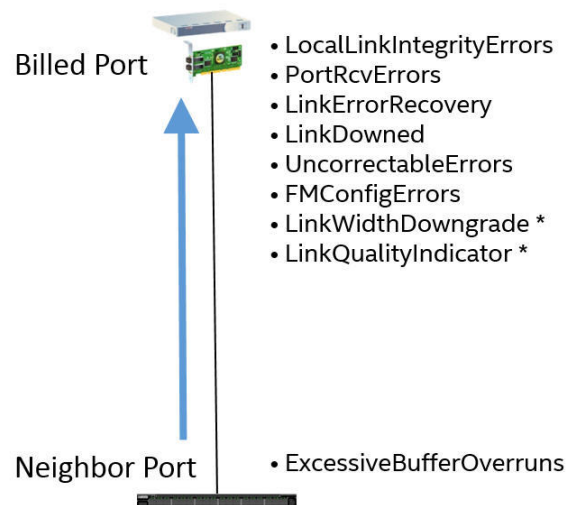 Billed Port
• LocalLinkIntegrityErrors
• PortRcvErrors
• LinkErrorRecovery
• LinkDowned
• UncorrectableErrors
• FMConfigErrors
• LinkWidthDowngrade *
• LinkQualityIndicator *
Neighbor Port
• ExcessiveBufferOverruns